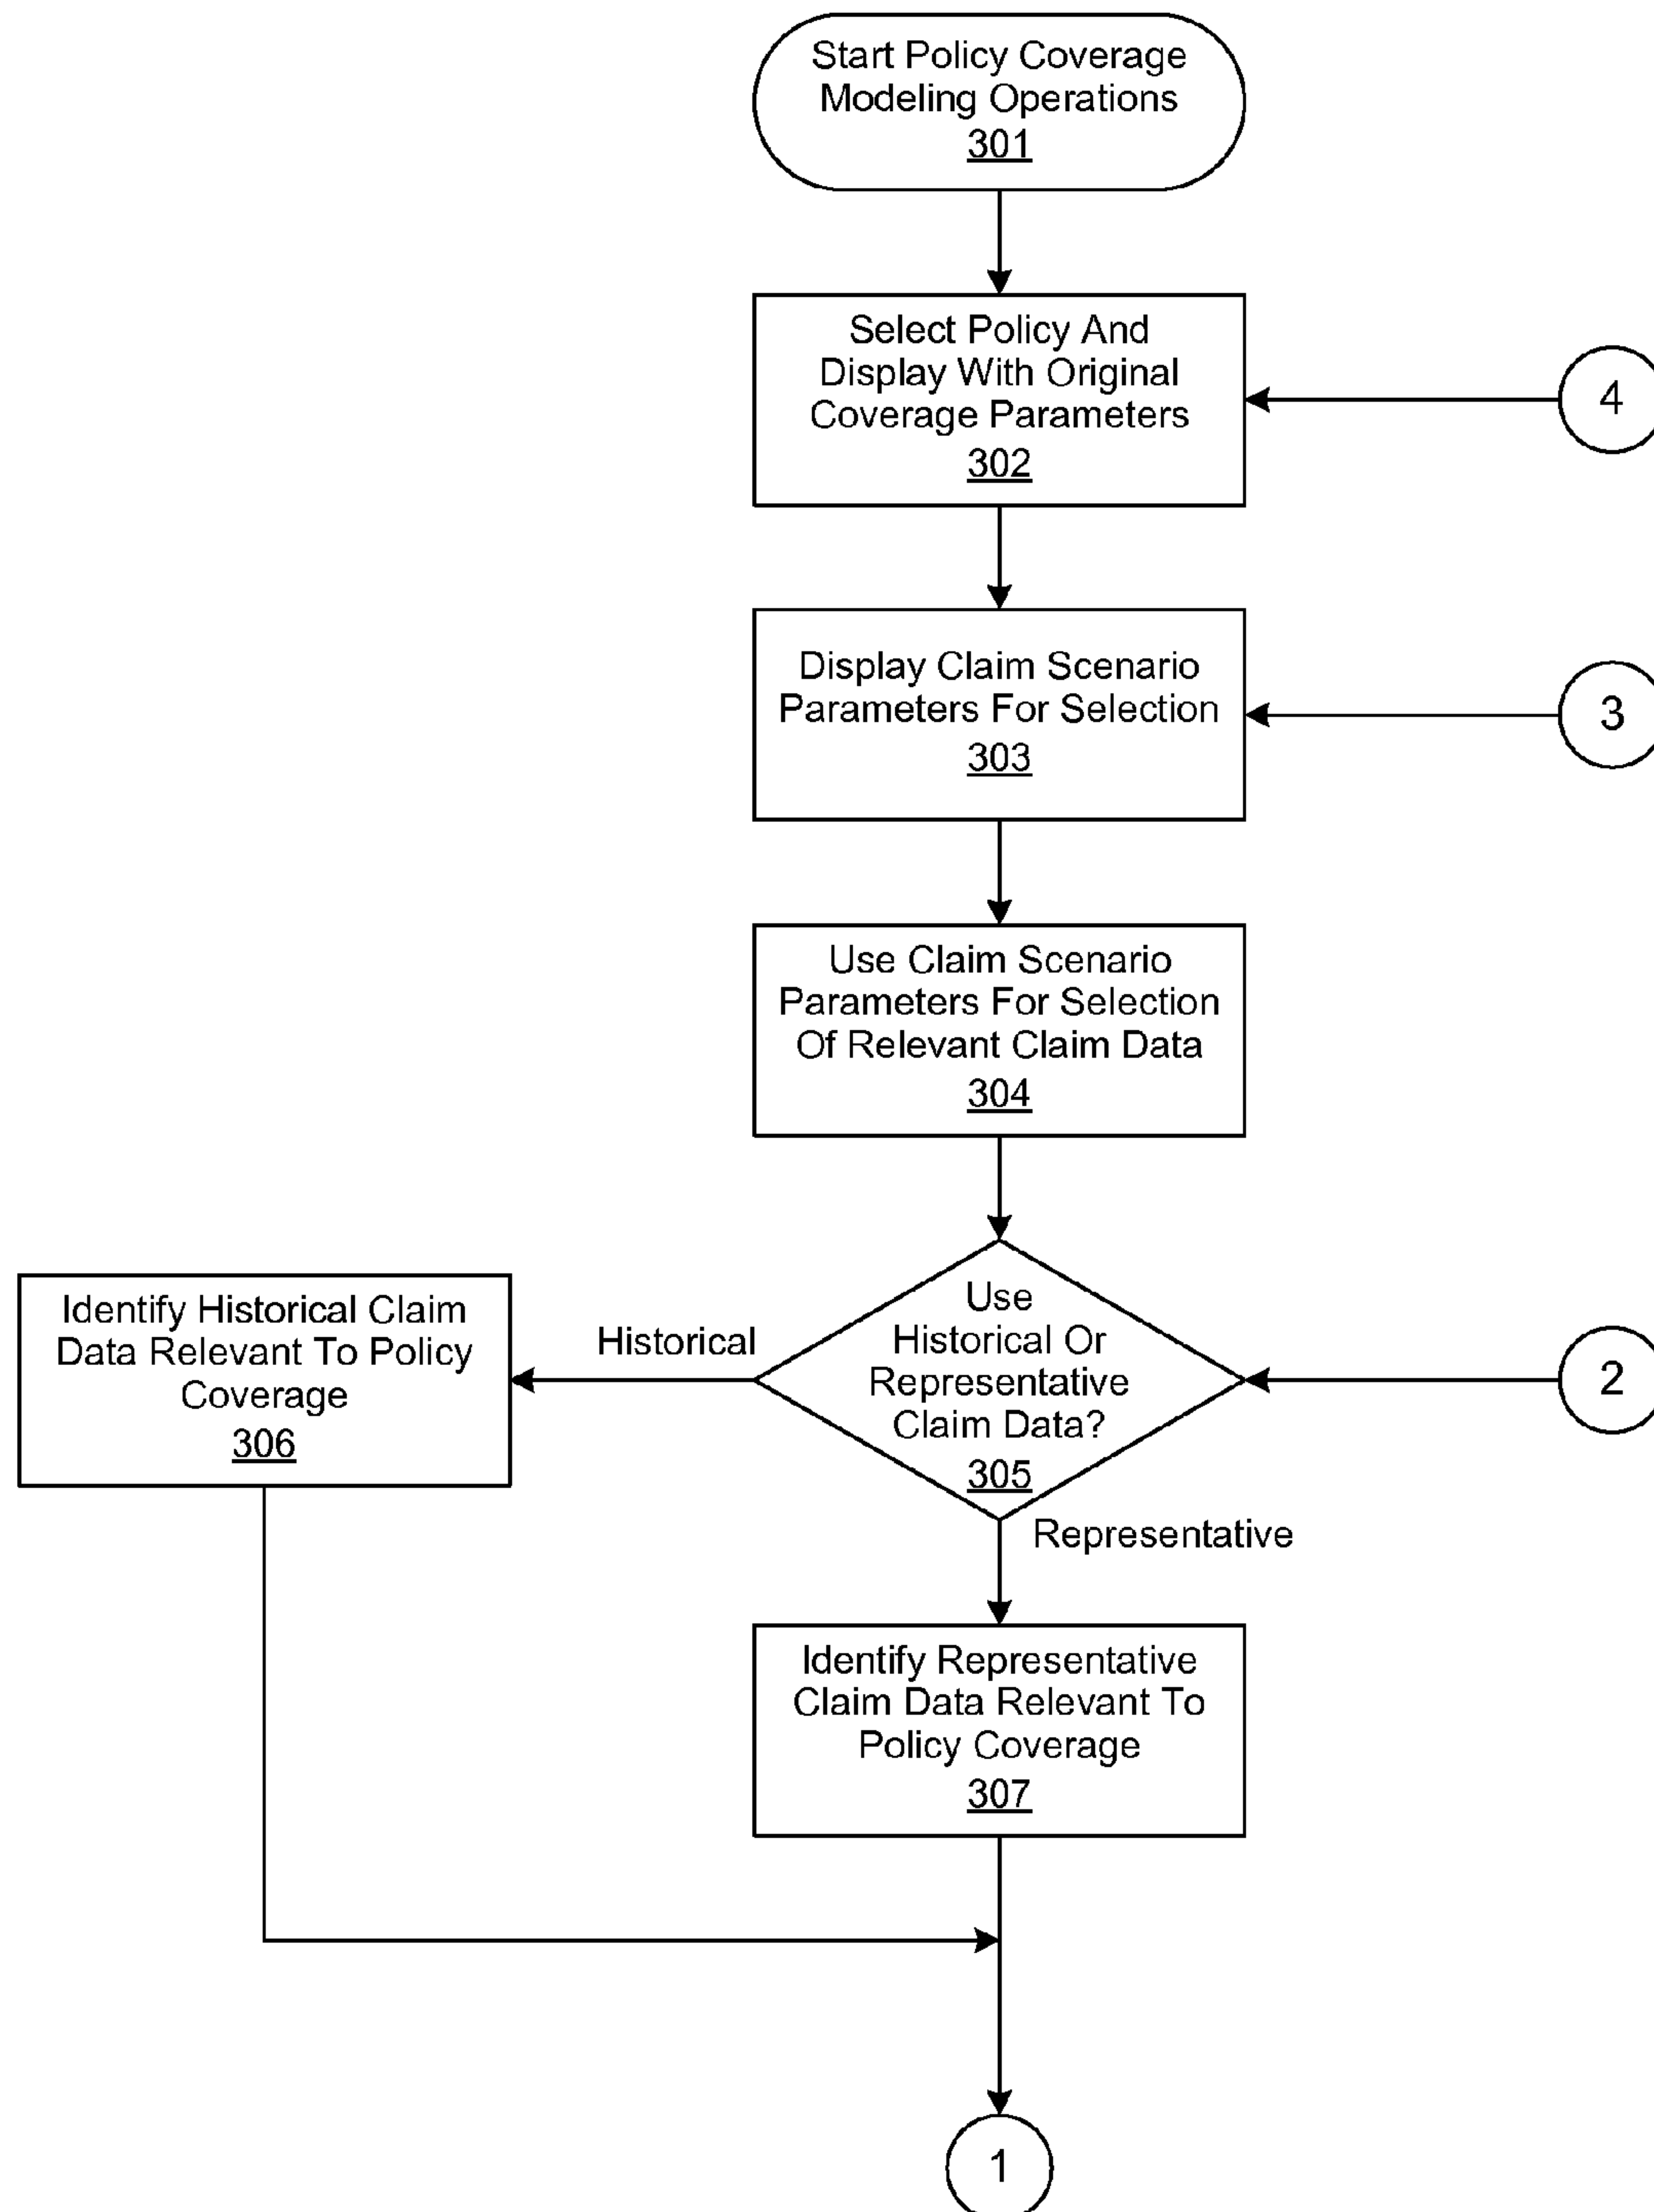 Start Policy Coverage
Modeling Operations
301
Select Policy And
Display With Original
Coverage Parameters
302
4
Display Claim Scenario
Parameters For Selection
303
3
Use Claim Scenario
Parameters For Selection
Of Relevant Claim Data
304
Use
Historical Or
Representative
Claim Data?
305
2
Historical
Identify Historical Claim
Data Relevant To Policy
Coverage
306
Representative
Identify Representative
Claim Data Relevant To
Policy Coverage
307
1